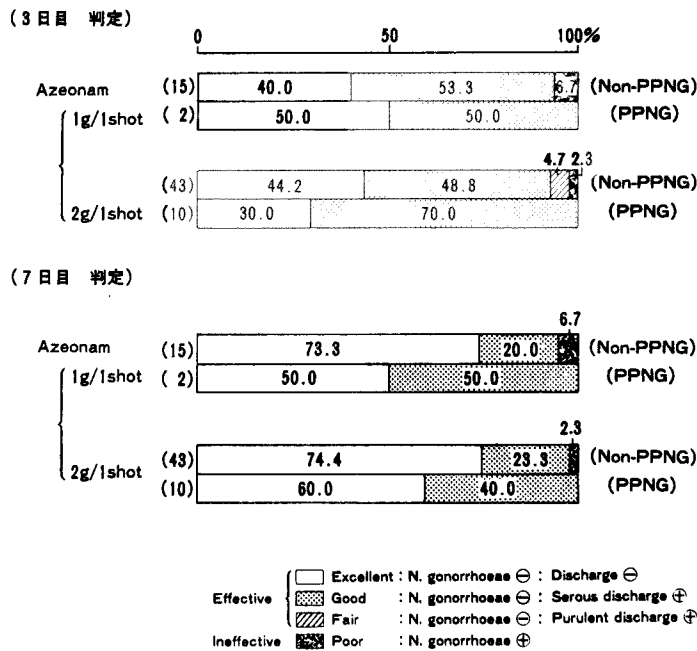 (3日目 判定)
0 50 100%
Azeonam (15) 40.0 53.3 6.7 (Non-PPNG)
1g/1shot (2) 50.0 50.0 (PPNG)
4.7 2.3
(43) 44.2 48.8 (Non-PPNG)
2g/1shot (10) 30.0 70.0 (PPNG)
(7日目 判定)
6.7
Azeonam (15) 73.3 20.0 (Non-PPNG)
1g/1shot (2) 50.0 50.0 (PPNG)
2.3
(43) 74.4 23.3 (Non-PPNG)
2g/1shot (10) 60.0 40.0 (PPNG)
Excellent : N. gonorrhoeae ⊖ : Discharge ⊖
Effective Good : N. gonorrhoeae ⊖ : Serous discharge ⊕
Fair : N. gonorrhoeae ⊖ : Purulent discharge ⊕
Ineffective Poor : N. gonorrhoeae ⊕